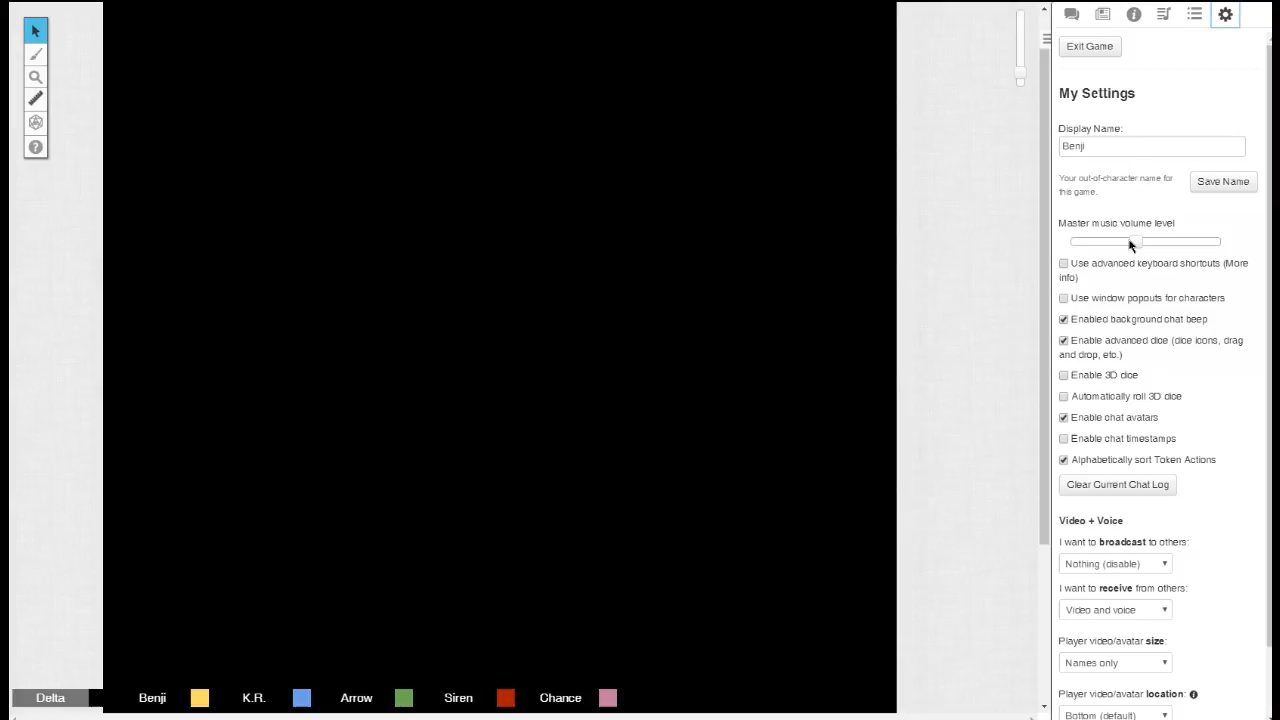 Exit Game
My Settings
Display Name:
Benji
Your out-of-character name for
this game.
Save Name
Master music volume level
Use advanced keyboard shortcuts (More
info)
Use window popouts for characters
Enabled background chat beep
Enable advanced dice (dice icons, drag
and drop, etc.)
Enable 3D dice
Automatically roll 3D dice
Enable chat avatars
Enable chat timestamps
Alphabetically sort Token Actions
Clear Current Chat Log
Video + Voice
I want to broadcast to others:
Nothing (disable)
I want to receive from others:
Video and voice
Player video/avatar size:
Names only
Player video/avatar location:
Bottom (default)
Delta Benji K.R. Arrow Siren Chance